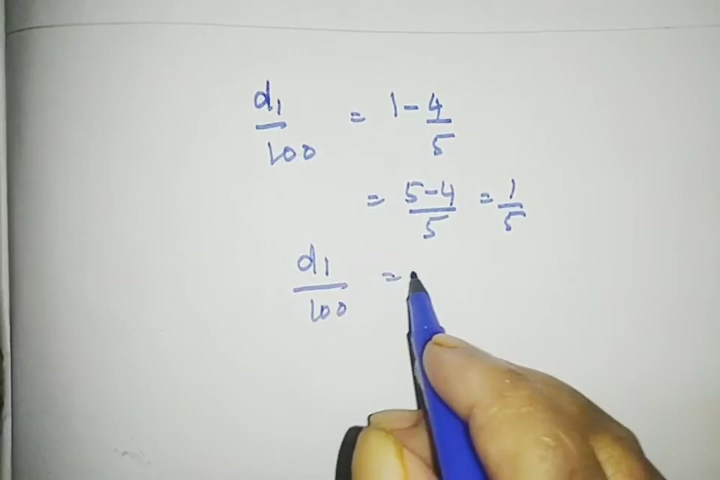 d₁/100 = 1 - 4/5
= 5-4/5 = 1/5
d₁/100 =